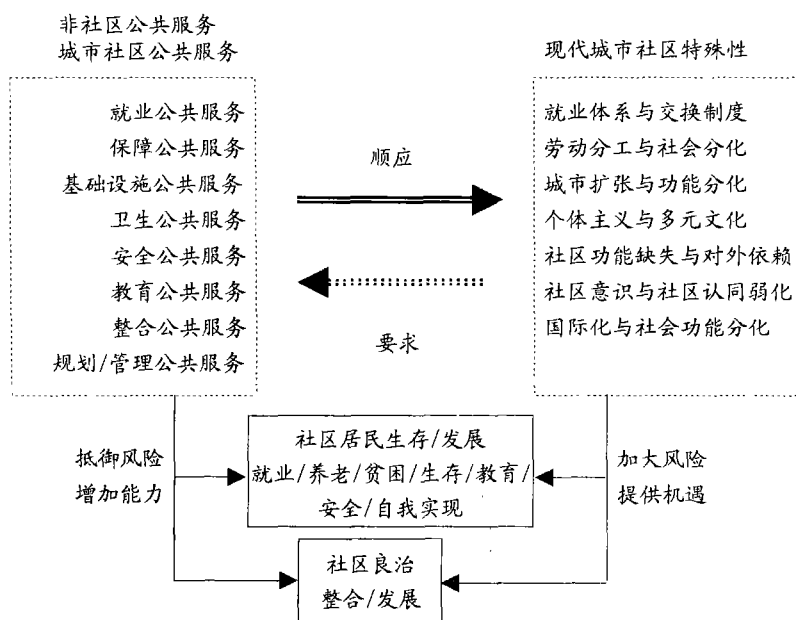 非社区公共服务
城市社区公共服务
就业公共服务
保障公共服务
基础设施公共服务
卫生公共服务
安全公共服务
教育公共服务
整合公共服务
规划/管理公共服务
顺应
要求
现代城市社区特殊性
就业体系与交换制度
劳动分工与社会分化
城市扩张与功能分化
个体主义与多元文化
社区功能缺失与对外依赖
社区意识与社区认同弱化
国际化与社会功能分化
抵御风险
增加能力
社区居民生存/发展
就业/养老/贫困/生存/教育/
安全/自我实现
加大风险
提供机遇
社区良治
整合/发展